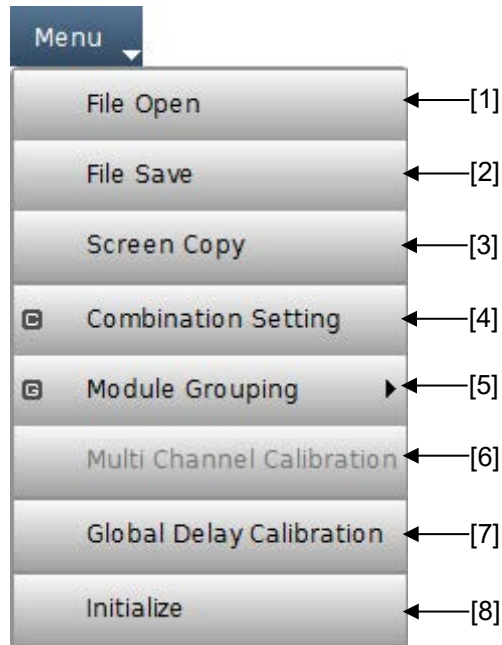 Menu
File Open [1]
File Save [2]
Screen Copy [3]
C Combination Setting [4]
G Module Grouping [5]
Multi Channel Calibration [6]
Global Delay Calibration [7]
Initialize [8]